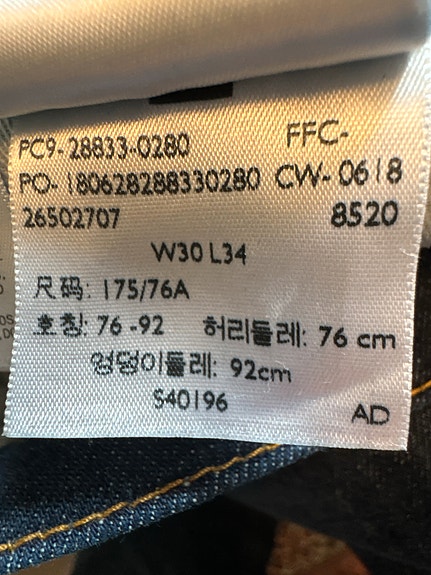 PC9-28833-0280 FFC-
PO-180628288330280 CW-0618
26502707 8520
W30 L34
尺码: 175/76A
호칭: 76-92 허리둘레: 76 cm
엉덩이둘레: 92cm
S40196 AD